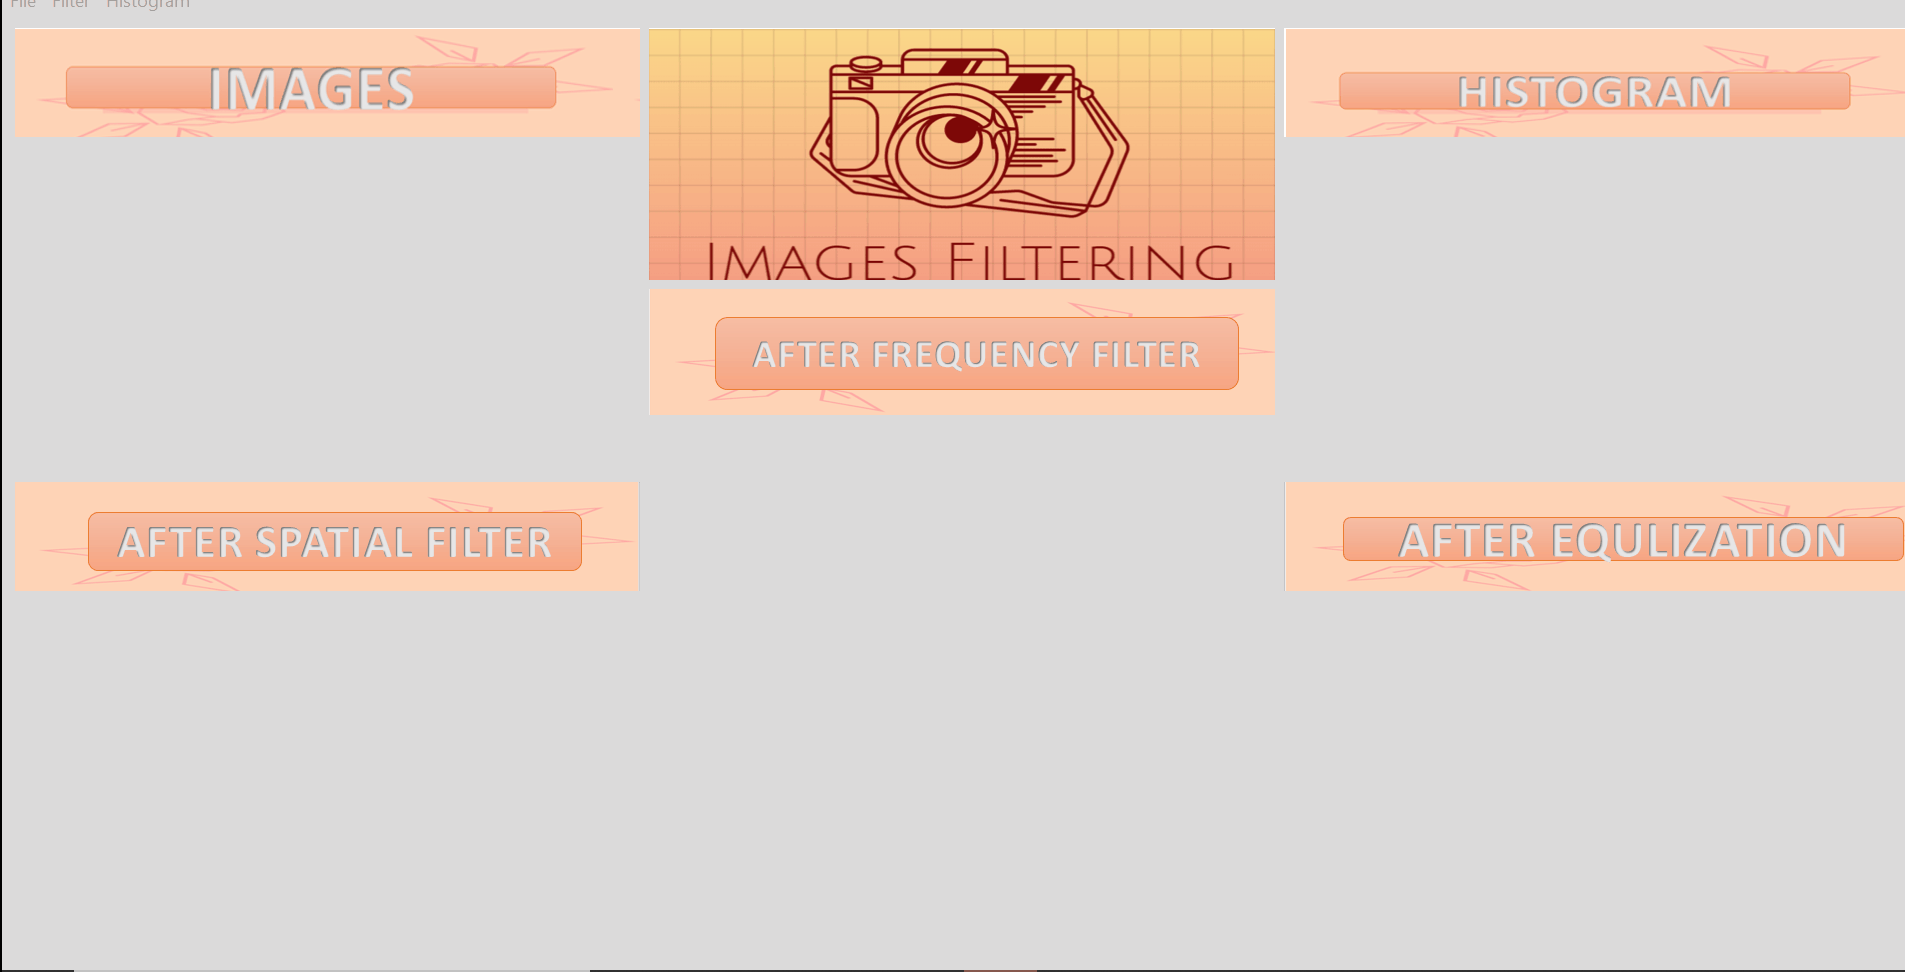 File Filter Histogram
IMAGES
IMAGES FILTERING
HISTOGRAM
AFTER FREQUENCY FILTER
AFTER SPATIAL FILTER
AFTER EQULIZATION